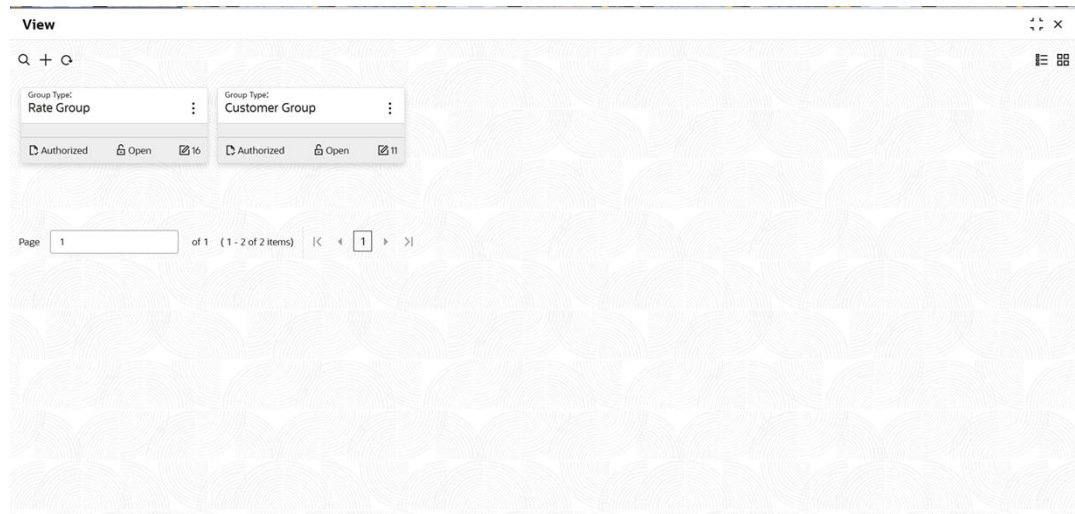 View
Group Type:
Rate Group
Authorized Open 16
Group Type:
Customer Group
Authorized Open 11
Page 1 of 1 ( 1 - 2 of 2 items) 1